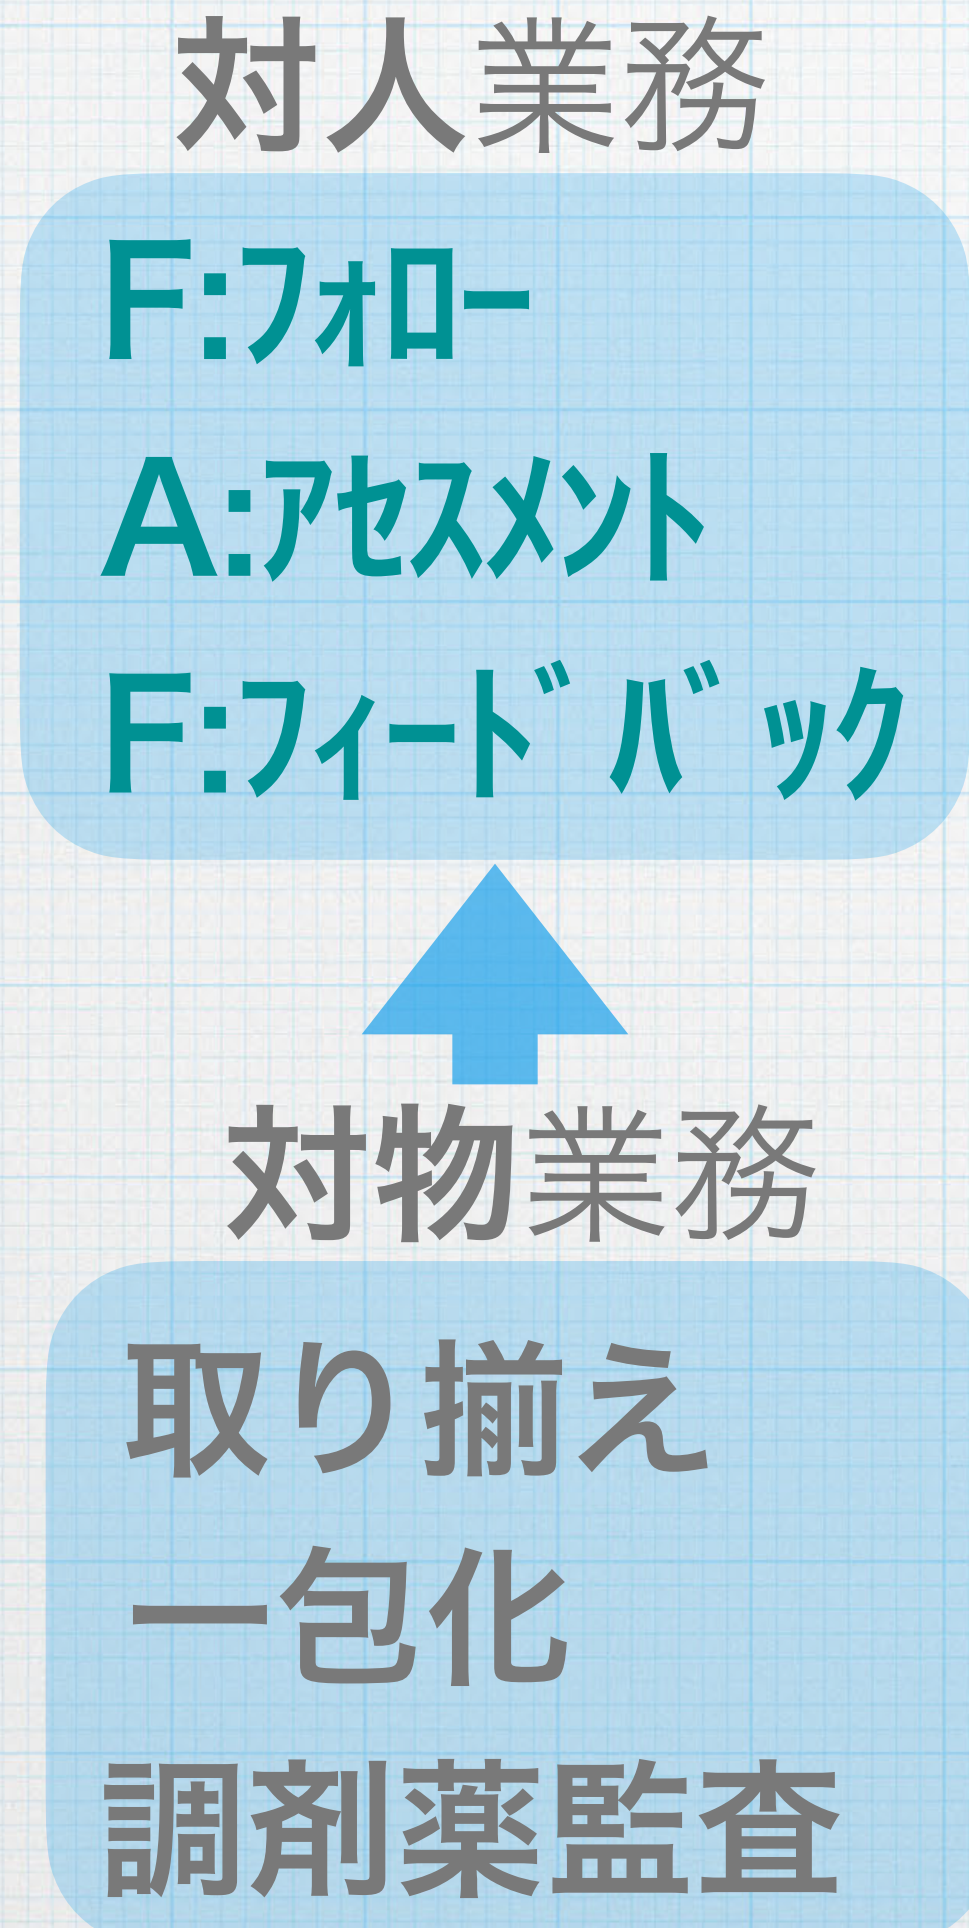 対人業務
F:ﾌｫﾛｰ
A:ｱｾｽﾒﾝﾄ
F:ﾌｨｰﾄﾞﾊﾞｯｸ
対物業務
取り揃え
一包化
調剤薬監査